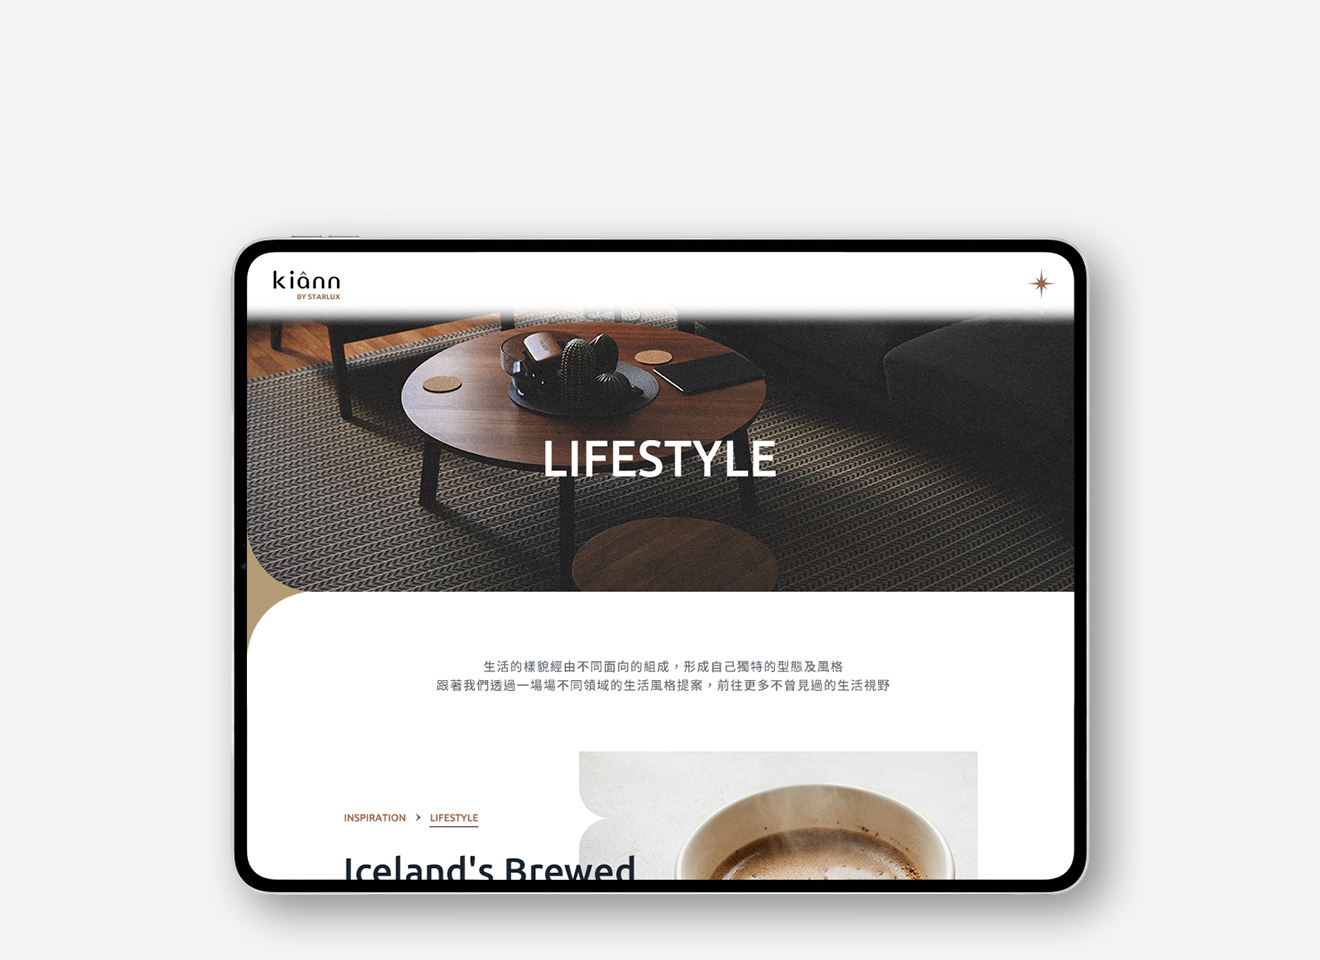 kiânn
BY STARLUX
LIFESTYLE
生活的樣貌經由不同面向的組成，形成自己獨特的型態及風格
跟著我們透過一場場不同領域的生活風格提案，前往更多不曾見過的生活視野
INSPIRATION > LIFESTYLE
Iceland's Brewed